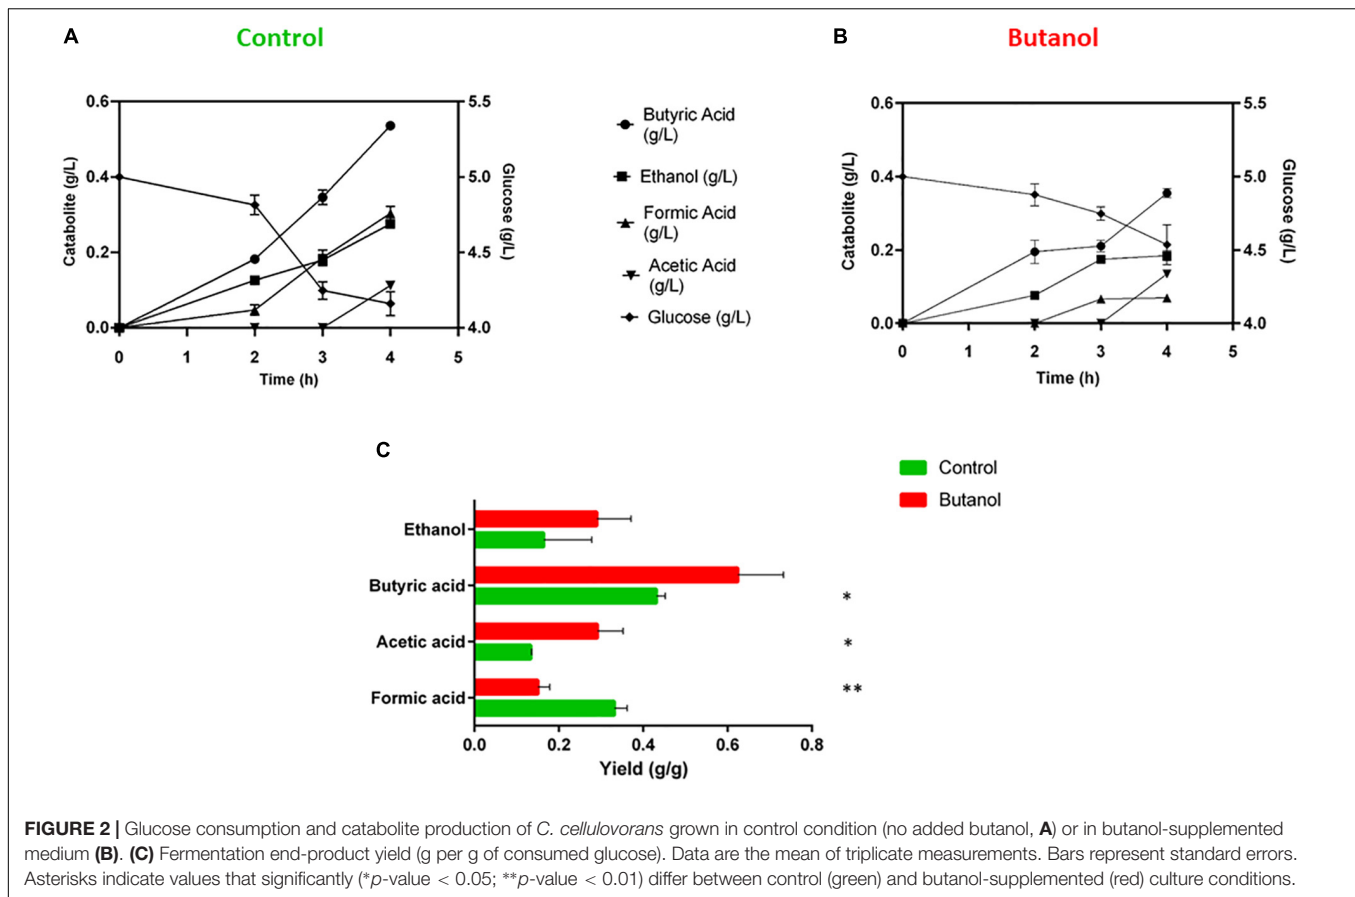 A
Control
0.6
0.4
0.2
0.0
Catabolite (g/L)
5.5
5.0
4.5
4.0
Glucose (g/L)
0 1 2 3 4 5
Time (h)
Butyric Acid
(g/L)
Ethanol (g/L)
Formic Acid
(g/L)
Acetic Acid
(g/L)
Glucose (g/L)
B
Butanol
0.6
0.4
0.2
0.0
Catabolite (g/L)
5.5
5.0
4.5
4.0
Glucose (g/L)
0 1 2 3 4 5
Time (h)
C
Control
Butanol
Ethanol
Butyric acid
*
Acetic acid
*
Formic acid
**
0.0 0.2 0.4 0.6 0.8
Yield (g/g)
FIGURE 2 | Glucose consumption and catabolite production of C. cellulovorans grown in control condition (no added butanol, A) or in butanol-supplemented
medium (B). (C) Fermentation end-product yield (g per g of consumed glucose). Data are the mean of triplicate measurements. Bars represent standard errors.
Asterisks indicate values that significantly (*p-value < 0.05; **p-value < 0.01) differ between control (green) and butanol-supplemented (red) culture conditions.